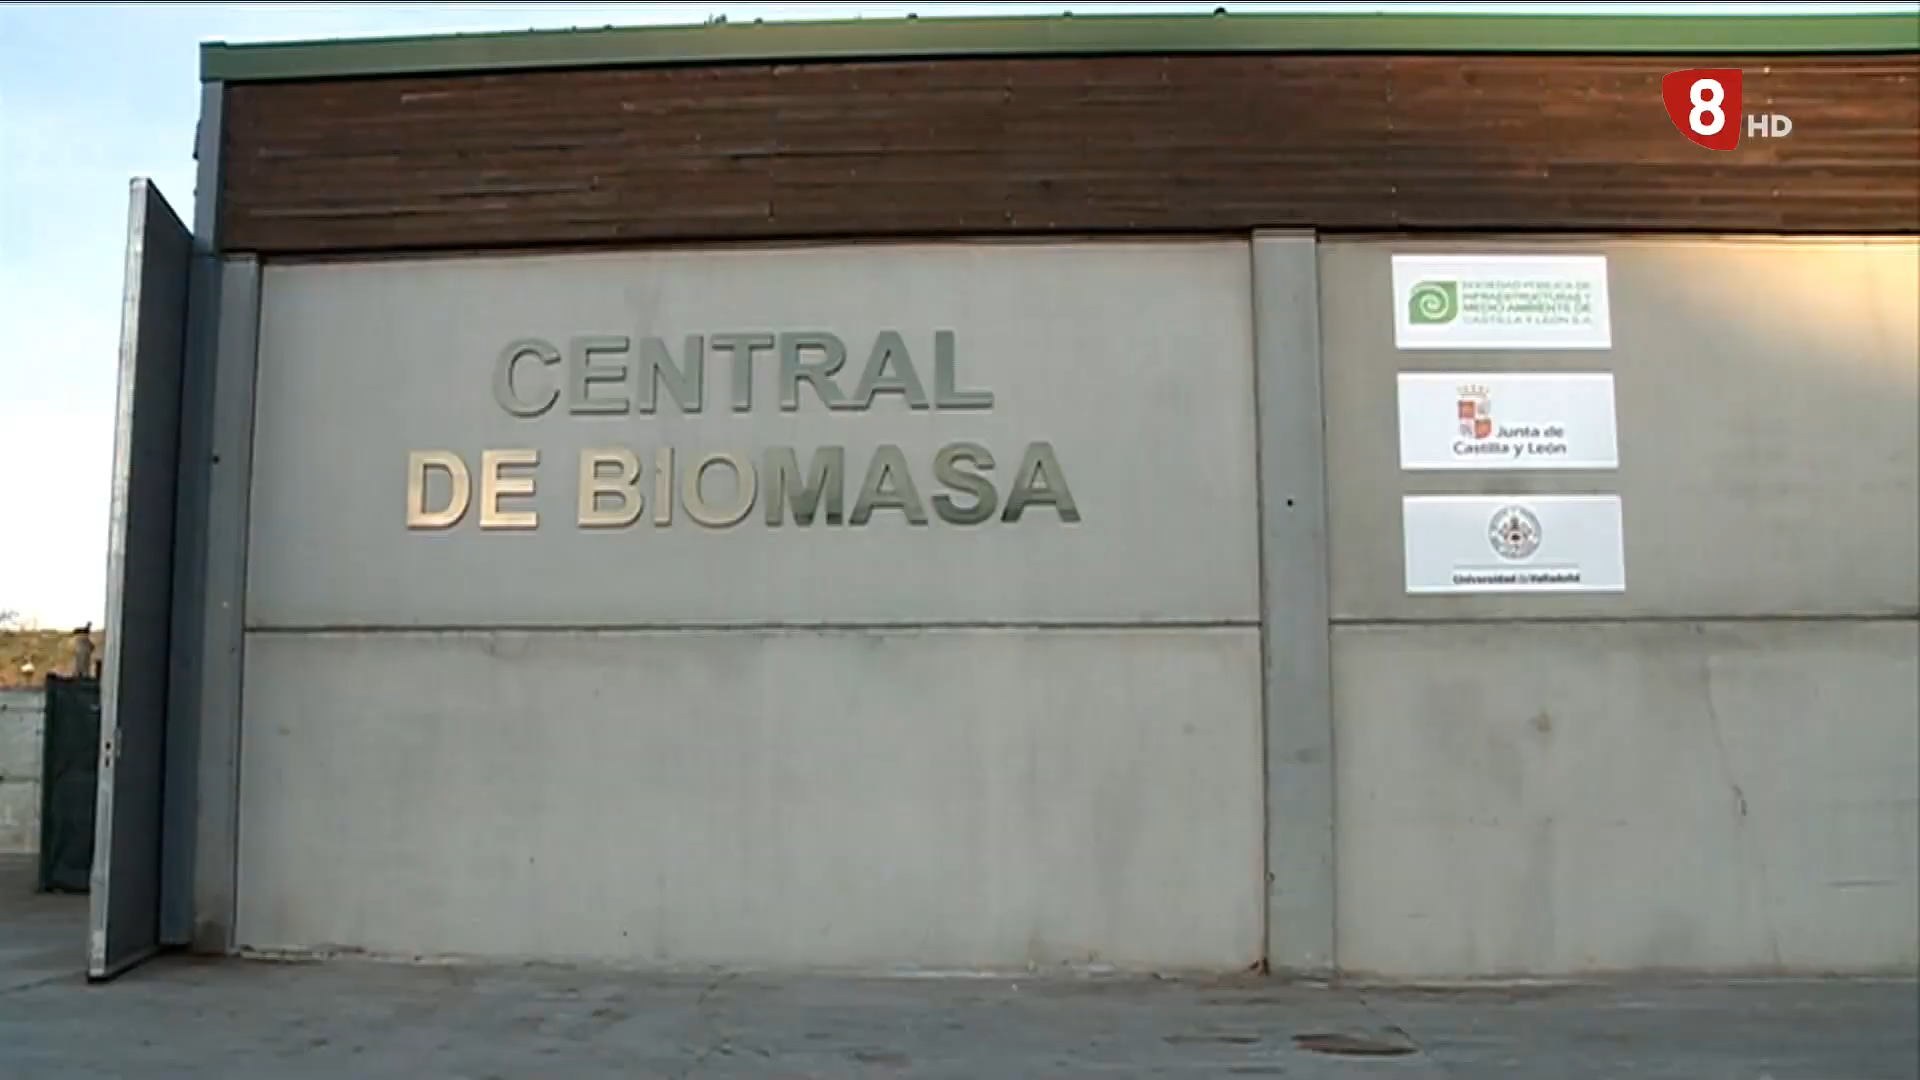 8 HD
CENTRAL
DE BIOMASA
SOCIEDAD PÚBLICA DE
INFRAESTRUCTURAS Y
MEDIO AMBIENTE DE
CASTILLA Y LEÓN S.A.
Junta de
Castilla y León
Universidad de Valladolid